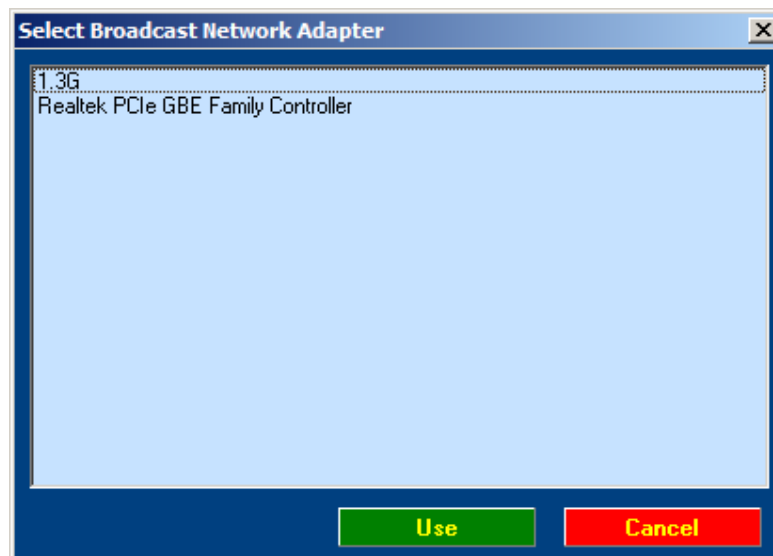 Select Broadcast Network Adapter
1.3G
Realtek PCIe GBE Family Controller
Use
Cancel